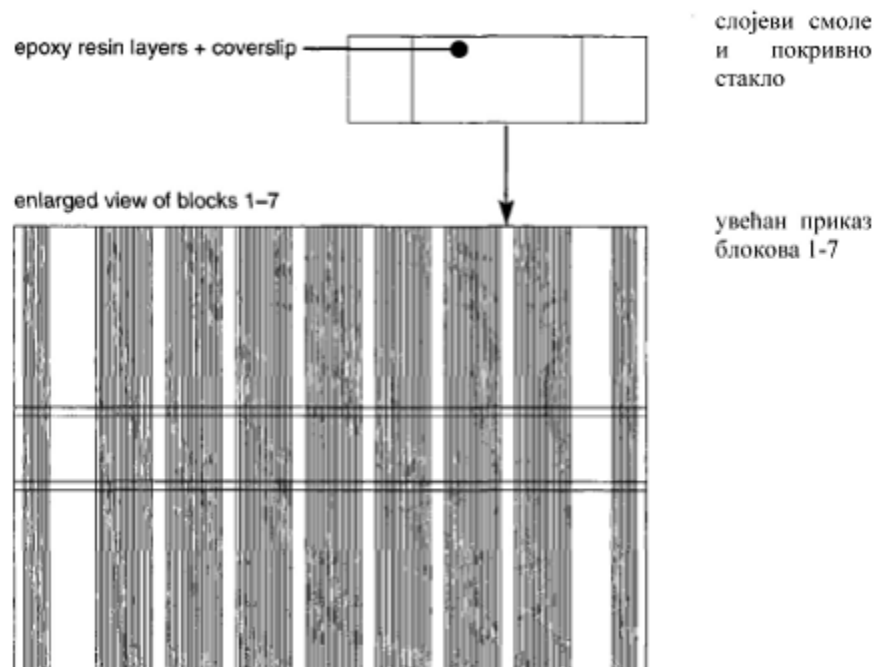 epoxy resin layers + coverslip
слојеви смоле
и покривно
стакло
enlarged view of blocks 1–7
увећан приказ
блокова 1-7